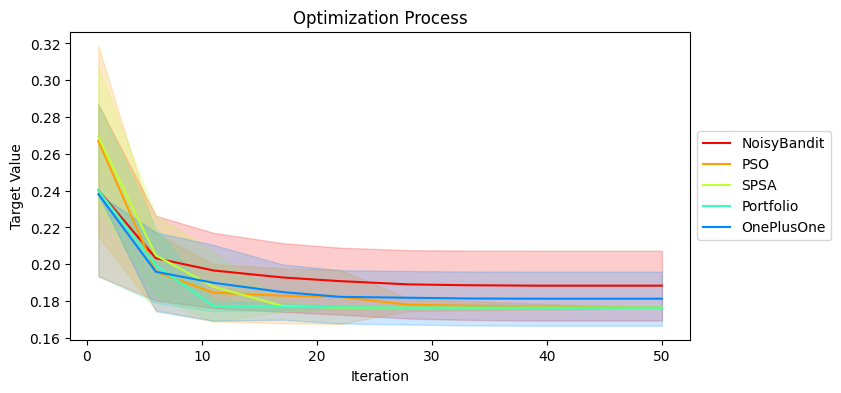 Optimization Process
Target Value
0.32
0.30
0.28
0.26
0.24
0.22
0.20
0.18
0.16
0
10
20
30
40
50
Iteration
NoisyBandit
PSO
SPSA
Portfolio
OnePlusOne